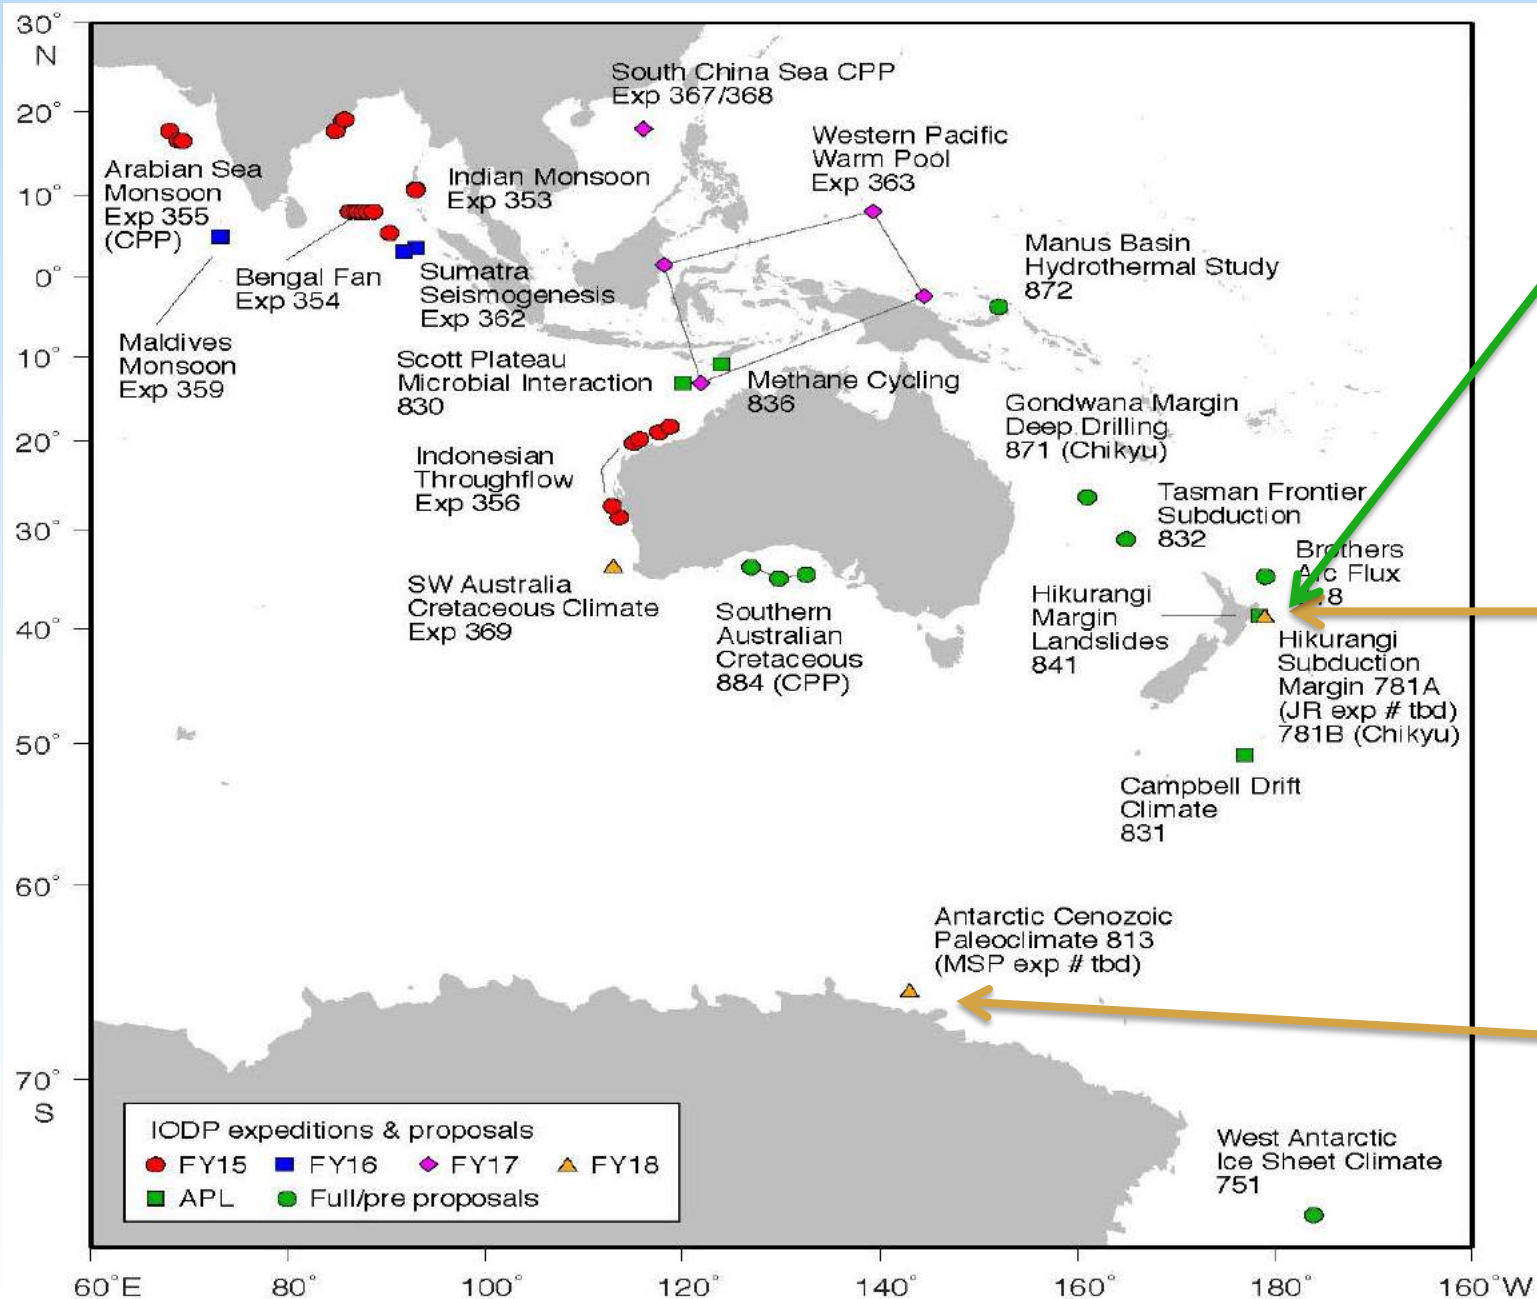 30°
N
20°
10°
0°
10°
20°
30°
40°
50°
60°
70°
S
South China Sea CPP
Exp 367/368
Western Pacific
Warm Pool
Exp 363
Arabian Sea
Monsoon
Exp 355
(CPP)
Indian Monsoon
Exp 353
Manus Basin
Hydrothermal Study
872
Bengal Fan
Exp 354
Sumatra
Seismogenesis
Exp 362
Maldives
Monsoon
Exp 359
Scott Plateau
Microbial Interaction
830
Methane Cycling
836
Gondwana Margin
Deep Drilling
871 (Chikyu)
Indonesian
Throughflow
Exp 356
Tasman Frontier
Subduction
832
Brothers
Arc Flux
SW Australia
Cretaceous Climate
Exp 369
Southern
Australian
Cretaceous
884 (CPP)
Hikurangi
Margin
Landslides
841
Hikurangi
Subduction
Margin 781A
(JR exp # tbd)
781B (Chikyu)
Campbell Drift
Climate
831
Antarctic Cenozoic
Paleoclimate 813
(MSP exp # tbd)
West Antarctic
Ice Sheet Climate
751
IODP expeditions & proposals
FY15 FY16 FY17 FY18
APL Full/pre proposals
60°E 80° 100° 120° 140° 160° 180° 160°W